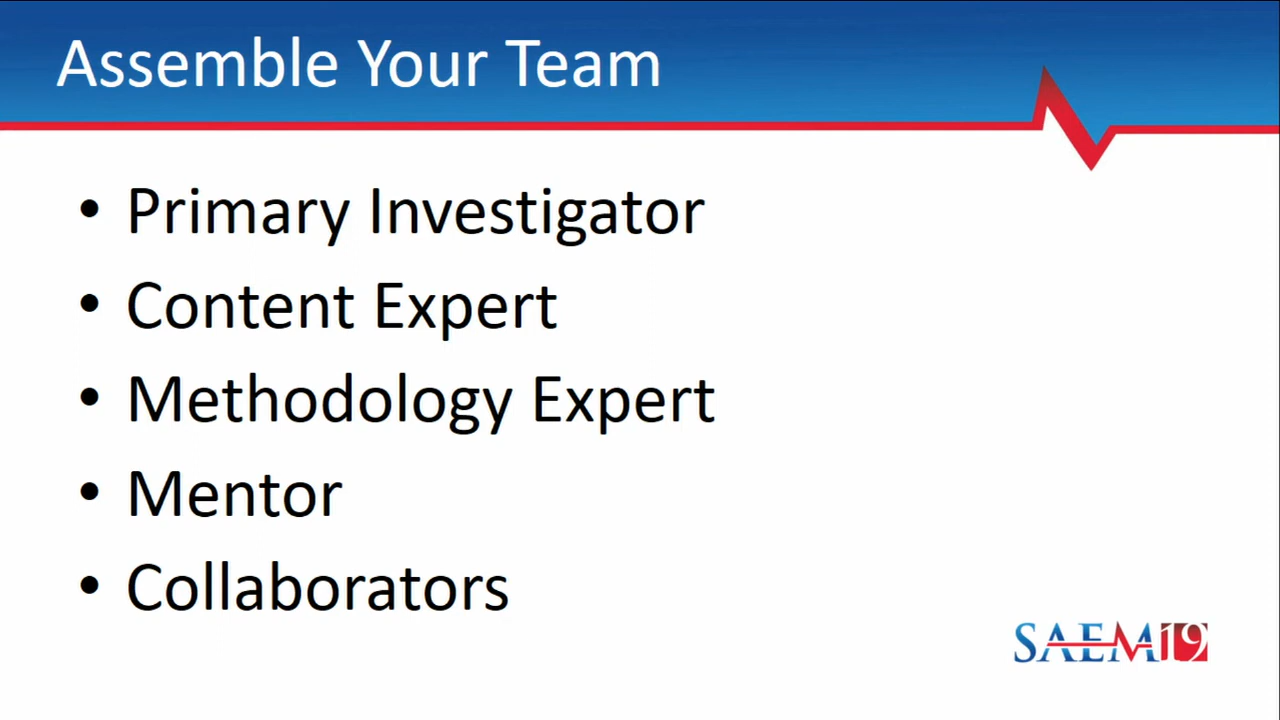 Assemble Your Team
• Primary Investigator
• Content Expert
• Methodology Expert
• Mentor
• Collaborators
SAEM19